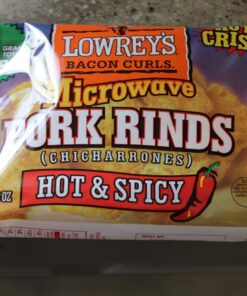 LOWREY'S
BACON CURLS
Microwave
PORK RINDS
(CHICHARRONES)
HOT & SPICY
OZ